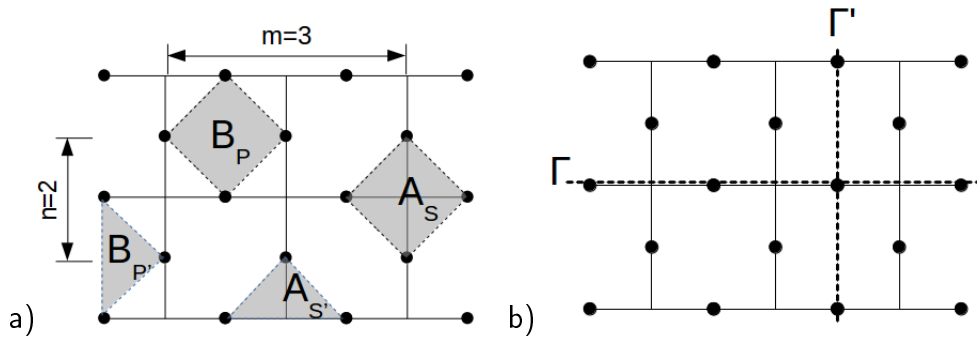 m=3
B_P
n=2
A_S
B_P'
A_S'
a)
Γ'
Γ
b)